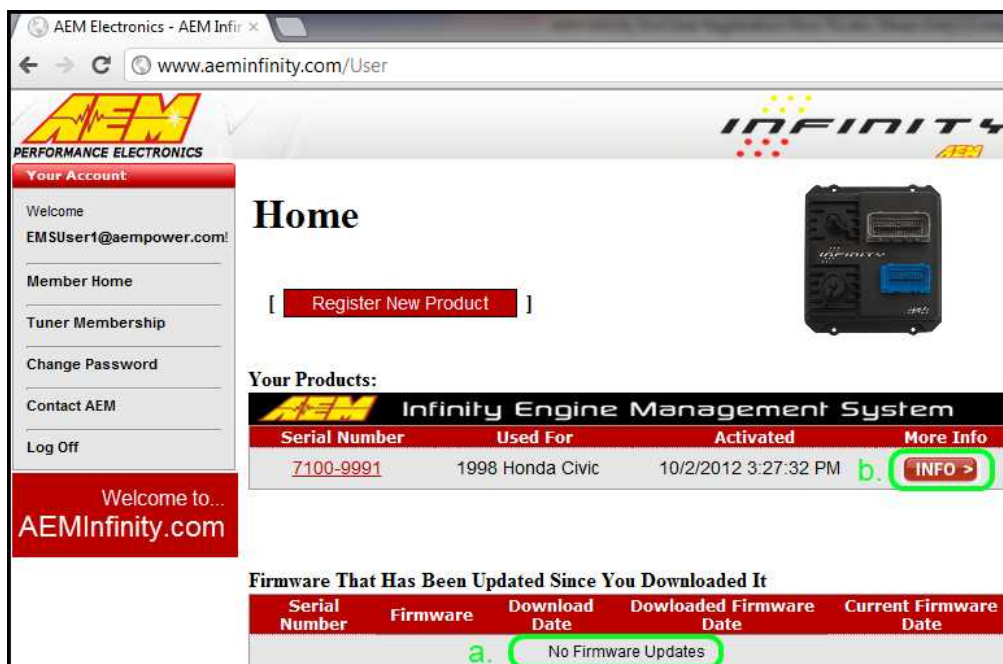 AEM Electronics - AEM Infin ×
www.aeminfinity.com/User
AEM
PERFORMANCE ELECTRONICS
INFINITY
AEM
Your Account
Welcome
EMSUser1@aempower.com!
Member Home
Tuner Membership
Change Password
Contact AEM
Log Off
Welcome to...
AEMInfinity.com
Home
[ Register New Product ]
INFINITY
Your Products:
AEM Infinity Engine Management System
Serial Number Used For Activated More Info
7100-9991 1998 Honda Civic 10/2/2012 3:27:32 PM b. INFO >
Firmware That Has Been Updated Since You Downloaded It
Serial Number Firmware Download Date Dowloaded Firmware Date Current Firmware Date
a. No Firmware Updates